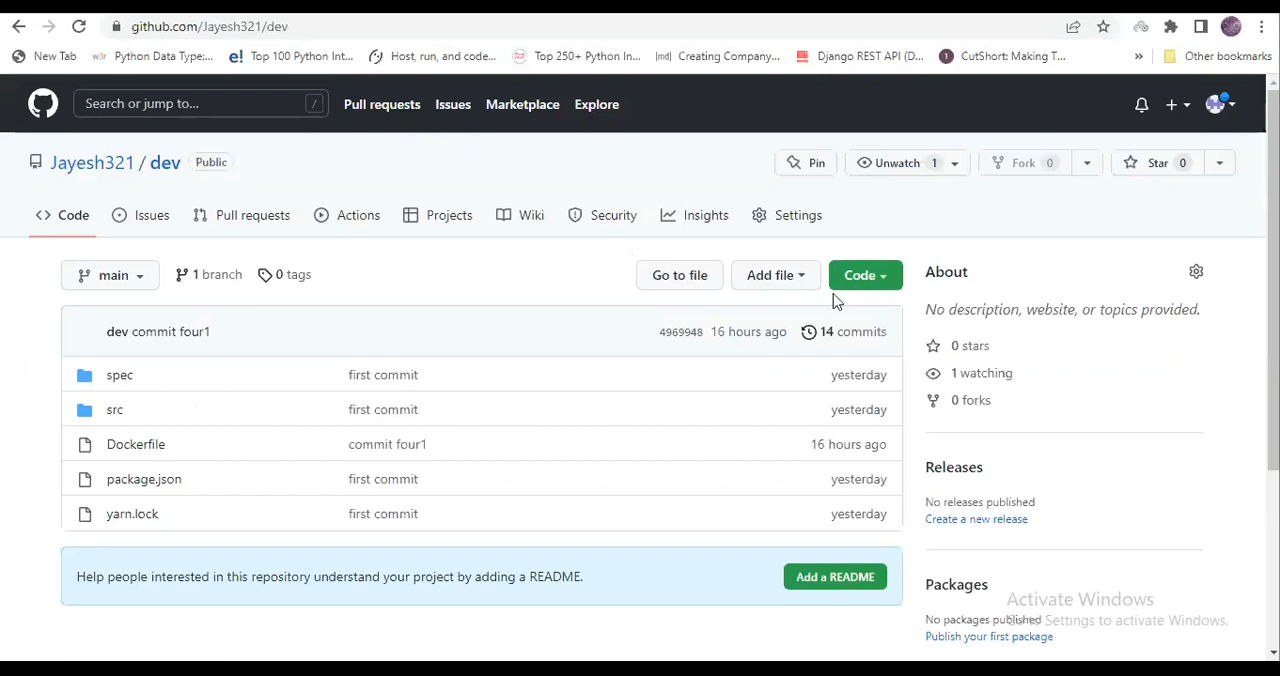 github.com/Jayesh321/dev
New Tab w3r Python Data Type:... e! Top 100 Python Int... Host, run, and code... Top 250+ Python In... |md| Creating Company... Django REST API (D... 1 CutShort: Making T... » Other bookmarks
Search or jump to... / Pull requests Issues Marketplace Explore
Jayesh321 / dev Public Pin Unwatch 1 Fork 0 Star 0
Code Issues Pull requests Actions Projects Wiki Security Insights Settings
main 1 branch 0 tags Go to file Add file Code About
No description, website, or topics provided.
dev commit four1 4969948 16 hours ago 14 commits
0 stars
spec first commit yesterday 1 watching
0 forks
src first commit yesterday
Dockerfile commit four1 16 hours ago
Releases
package.json first commit yesterday
No releases published
yarn.lock first commit yesterday Create a new release
Help people interested in this repository understand your project by adding a README. Add a README
Packages
Activate Windows
No packages published
Go to Settings to activate Windows.
Publish your first package